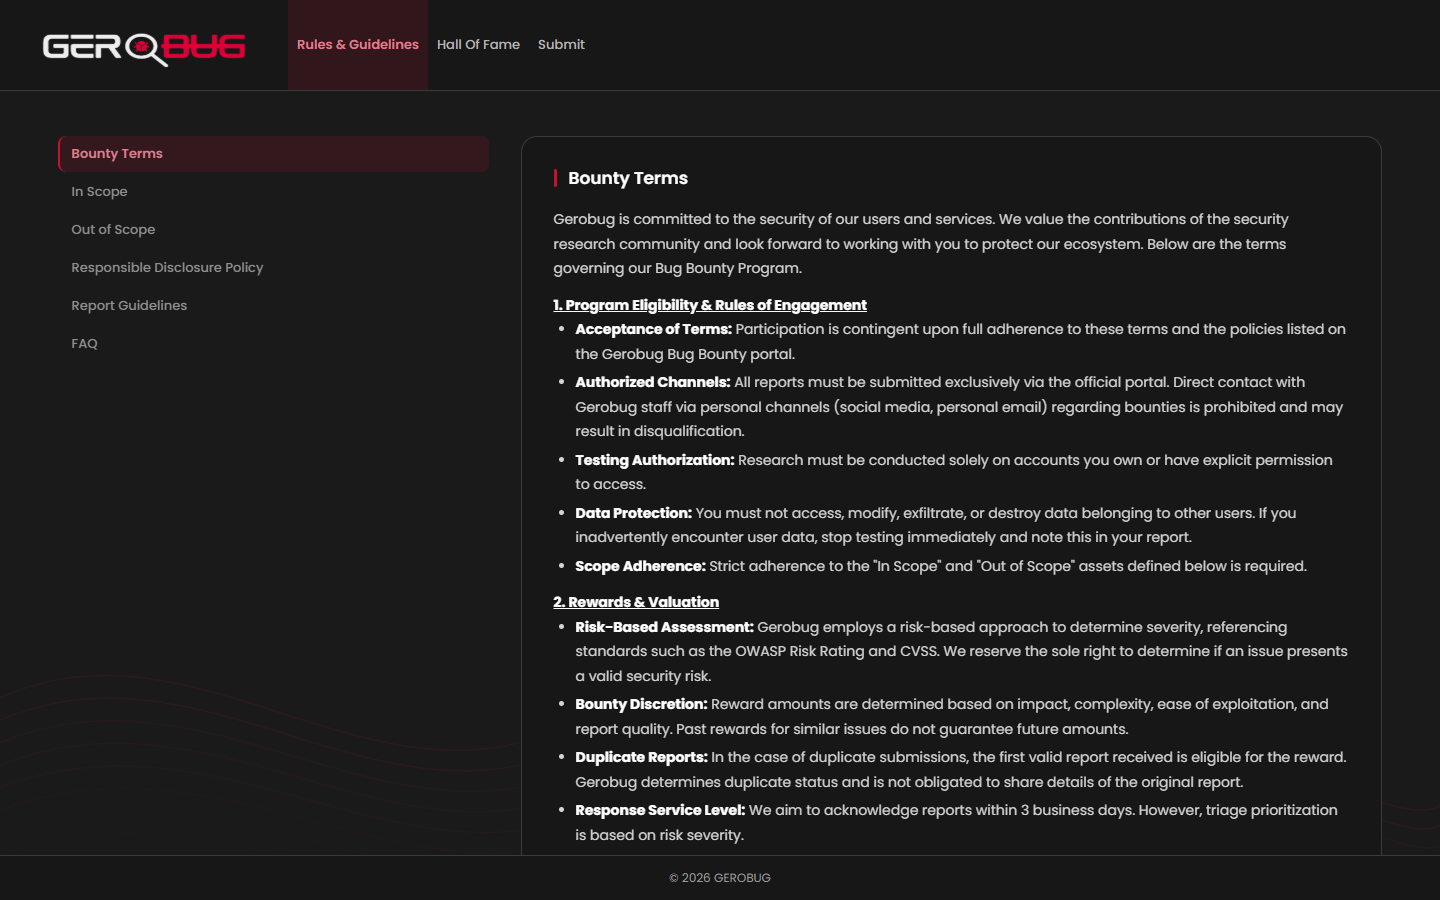 GEROBUG
Rules & Guidelines
Hall Of Fame
Submit
Bounty Terms
In Scope
Out of Scope
Responsible Disclosure Policy
Report Guidelines
FAQ
Bounty Terms
Gerobug is committed to the security of our users and services. We value the contributions of the security
research community and look forward to working with you to protect our ecosystem. Below are the terms
governing our Bug Bounty Program.
1. Program Eligibility & Rules of Engagement
• Acceptance of Terms: Participation is contingent upon full adherence to these terms and the policies listed on
the Gerobug Bug Bounty portal.
• Authorized Channels: All reports must be submitted exclusively via the official portal. Direct contact with
Gerobug staff via personal channels (social media, personal email) regarding bounties is prohibited and may
result in disqualification.
• Testing Authorization: Research must be conducted solely on accounts you own or have explicit permission
to access.
• Data Protection: You must not access, modify, exfiltrate, or destroy data belonging to other users. If you
inadvertently encounter user data, stop testing immediately and note this in your report.
• Scope Adherence: Strict adherence to the "In Scope" and "Out of Scope" assets defined below is required.
2. Rewards & Valuation
• Risk-Based Assessment: Gerobug employs a risk-based approach to determine severity, referencing
standards such as the OWASP Risk Rating and CVSS. We reserve the sole right to determine if an issue presents
a valid security risk.
• Bounty Discretion: Reward amounts are determined based on impact, complexity, ease of exploitation, and
report quality. Past rewards for similar issues do not guarantee future amounts.
• Duplicate Reports: In the case of duplicate submissions, the first valid report received is eligible for the reward.
Gerobug determines duplicate status and is not obligated to share details of the original report.
• Response Service Level: We aim to acknowledge reports within 3 business days. However, triage prioritization
is based on risk severity.
© 2026 GEROBUG